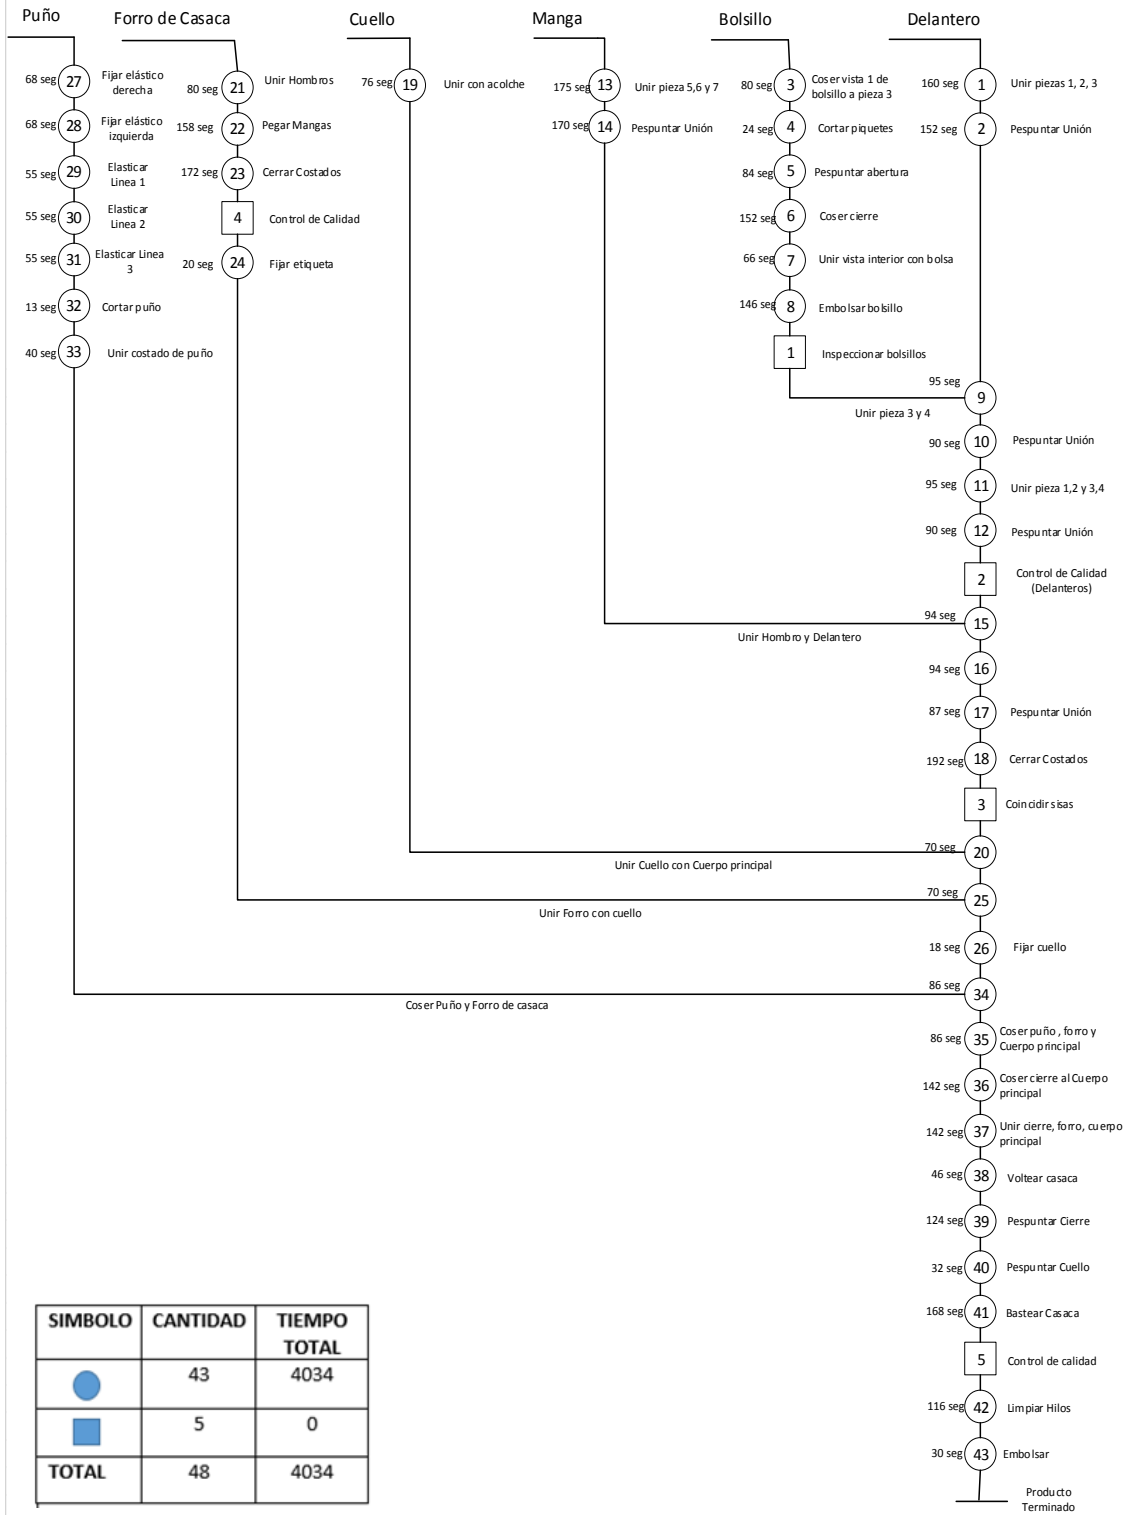 Puño
Forro de Casaca
Cuello
Manga
Bolsillo
Delantero
68 seg 27 Fijar elástico
derecha
68 seg 28 Fijar elástico
izquierda
55 seg 29 Elasticar
Linea 1
55 seg 30 Elasticar
Linea 2
55 seg 31 Elasticar Linea
3
13 seg 32 Cortar puño
40 seg 33 Unir costado de puño
80 seg 21 Unir Hombros
158 seg 22 Pegar Mangas
172 seg 23 Cerrar Costados
4 Control de Calidad
20 seg 24 Fijar etiqueta
76 seg 19 Unir con acolche
175 seg 13 Unir pieza 5,6 y 7
170 seg 14 Pespuntar Unión
80 seg 3 Coser vista 1 de
bolsillo a pieza 3
24 seg 4 Cortar piquetes
84 seg 5 Pespuntar abertura
152 seg 6 Coser cierre
66 seg 7 Unir vista interior con bolsa
146 seg 8 Embolsar bolsillo
1 Inspeccionar bolsillos
160 seg 1 Unir piezas 1, 2, 3
152 seg 2 Pespuntar Unión
95 seg 9
Unir pieza 3 y 4
90 seg 10 Pespuntar Unión
95 seg 11 Unir pieza 1,2 y 3,4
90 seg 12 Pespuntar Unión
2 Control de Calidad
(Delanteros)
94 seg 15
Unir Hombro y Delantero
94 seg 16
87 seg 17 Pespuntar Unión
192 seg 18 Cerrar Costados
3 Coincidir sisas
70 seg 20
Unir Cuello con Cuerpo principal
70 seg 25
Unir Forro con cuello
18 seg 26 Fijar cuello
86 seg 34
Coser Puño y Forro de casaca
86 seg 35 Coser puño , forro y
Cuerpo principal
142 seg 36 Coser cierre al Cuerpo
principal
142 seg 37 Unir cierre, forro, cuerpo
principal
46 seg 38 Voltear casaca
124 seg 39 Pespuntar Cierre
32 seg 40 Pespuntar Cuello
168 seg 41 Bastear Casaca
5 Control de calidad
116 seg 42 Limpiar Hilos
30 seg 43 Embolsar
Producto
Terminado
SIMBOLO CANTIDAD TIEMPO
TOTAL
43 4034
5 0
TOTAL 48 4034